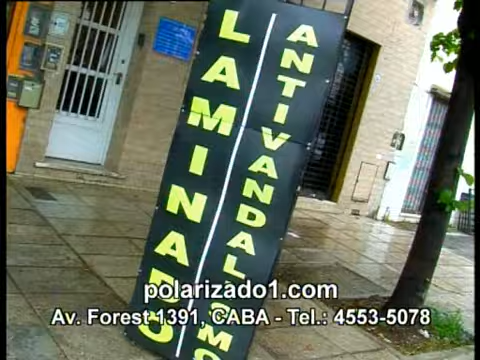 LAMINADO
ANTIVANDALISMO
polarizado1.com
Av. Forest 1391, CABA - Tel.: 4553-5078